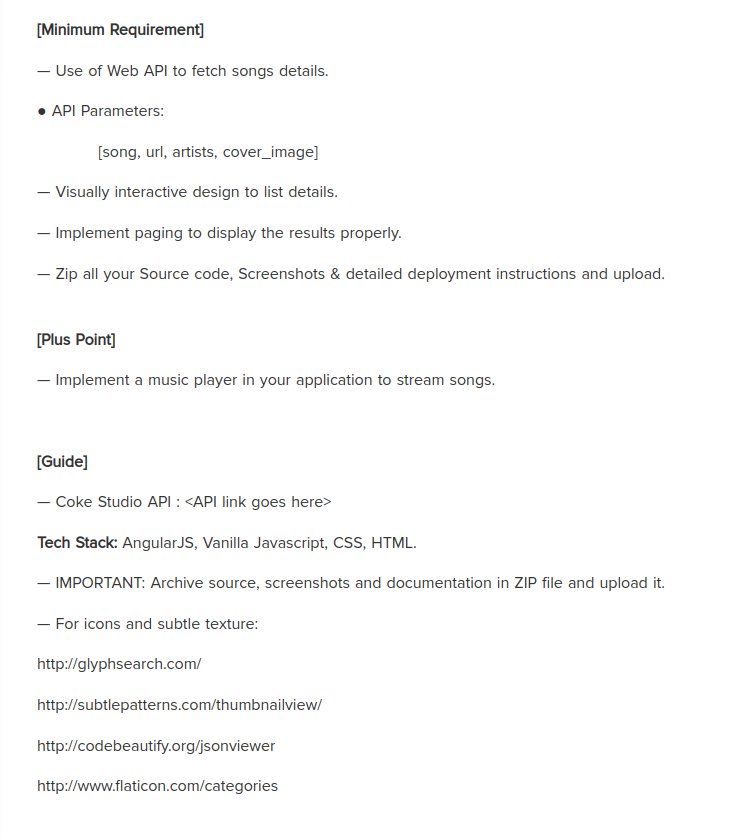 [Minimum Requirement]
— Use of Web API to fetch songs details.
● API Parameters:
[song, url, artists, cover_image]
— Visually interactive design to list details.
— Implement paging to display the results properly.
— Zip all your Source code, Screenshots & detailed deployment instructions and upload.
[Plus Point]
— Implement a music player in your application to stream songs.
[Guide]
— Coke Studio API : <API link goes here>
Tech Stack: AngularJS, Vanilla Javascript, CSS, HTML.
— IMPORTANT: Archive source, screenshots and documentation in ZIP file and upload it.
— For icons and subtle texture:
http://glyphsearch.com/
http://subtlepatterns.com/thumbnailview/
http://codebeautify.org/jsonviewer
http://www.flaticon.com/categories